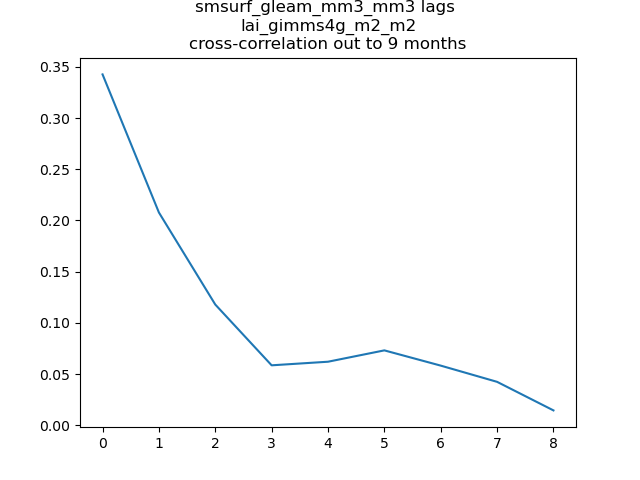 smsurf_gleam_mm3_mm3 lags
lai_gimms4g_m2_m2
cross-correlation out to 9 months
0.35
0.30
0.25
0.20
0.15
0.10
0.05
0.00
0 1 2 3 4 5 6 7 8